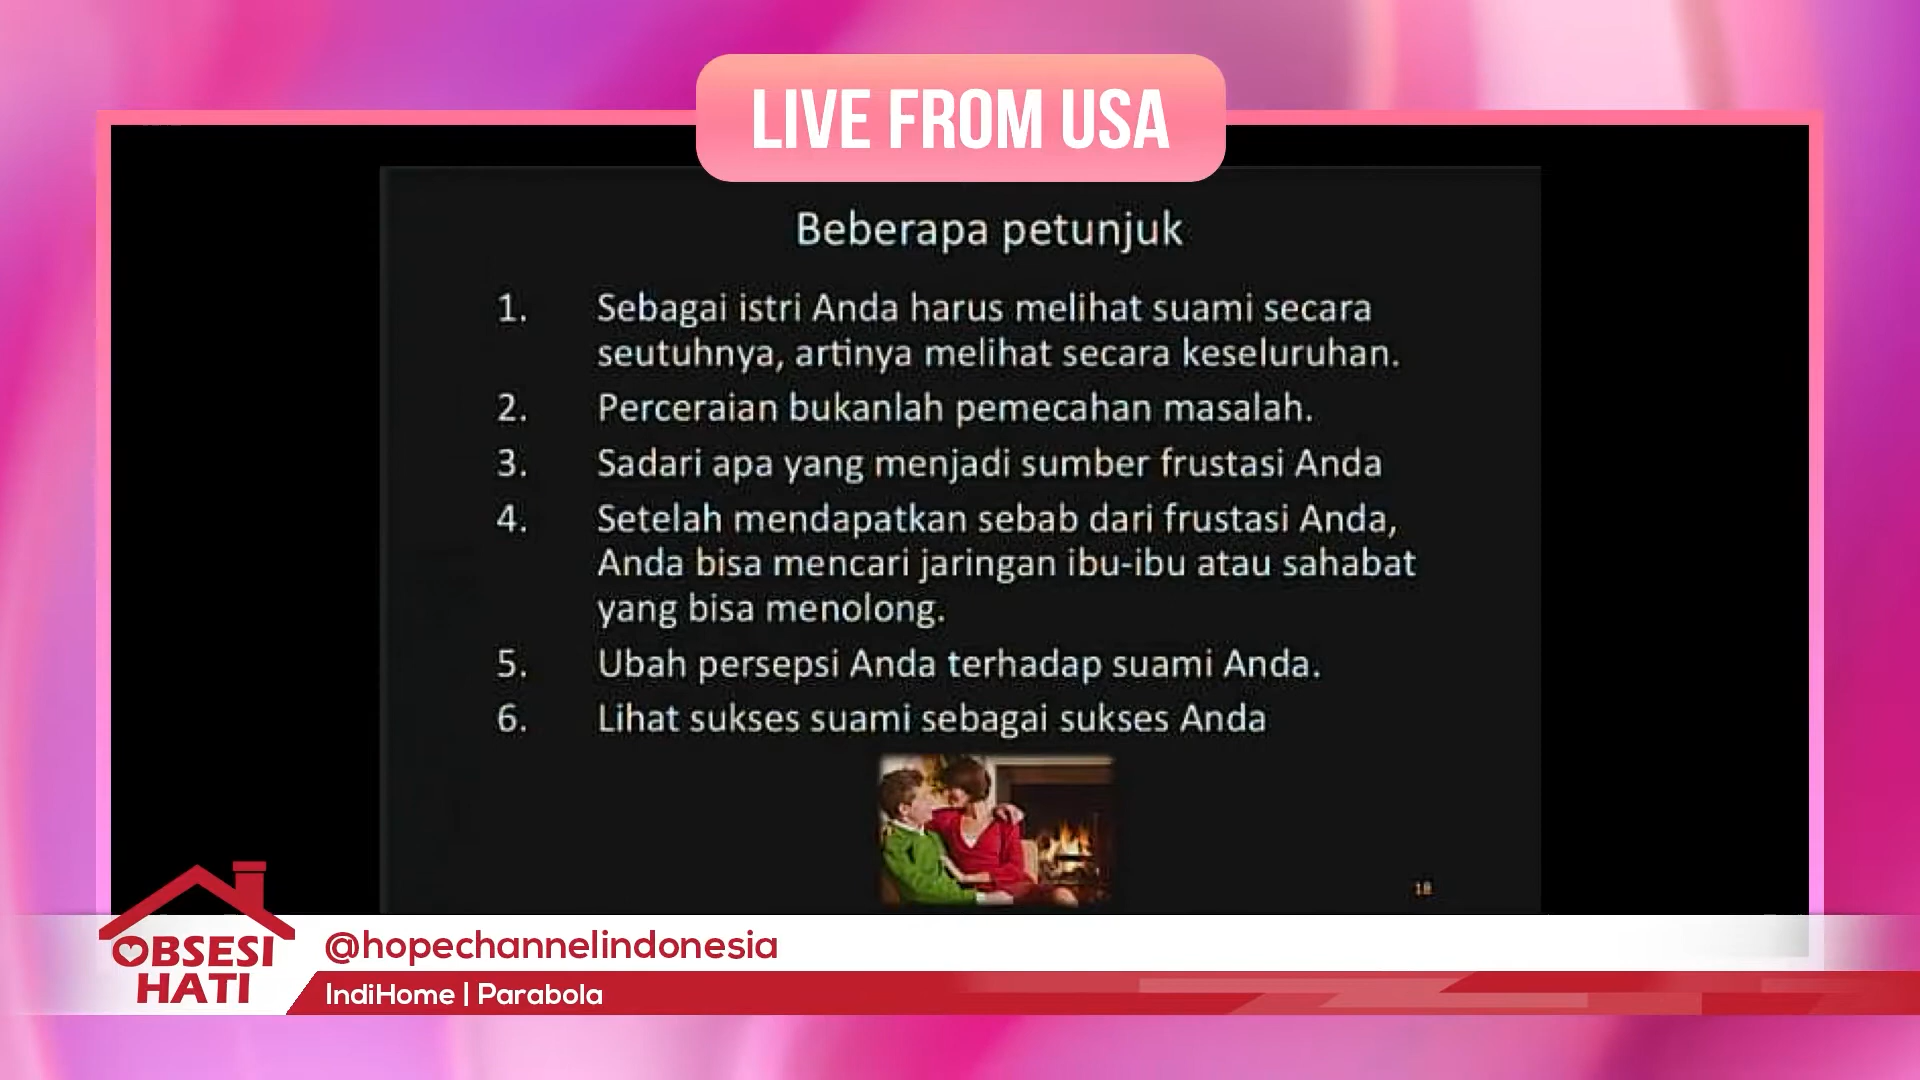 LIVE FROM USA
Beberapa petunjuk
1. Sebagai istri Anda harus melihat suami secara
seutuhnya, artinya melihat secara keseluruhan.
2. Perceraian bukanlah pemecahan masalah.
3. Sadari apa yang menjadi sumber frustasi Anda
4. Setelah mendapatkan sebab dari frustasi Anda,
Anda bisa mencari jaringan ibu-ibu atau sahabat
yang bisa menolong.
5. Ubah persepsi Anda terhadap suami Anda.
6. Lihat sukses suami sebagai sukses Anda
18
OBSESI
HATI
@hopechannelindonesia
IndiHome | Parabola